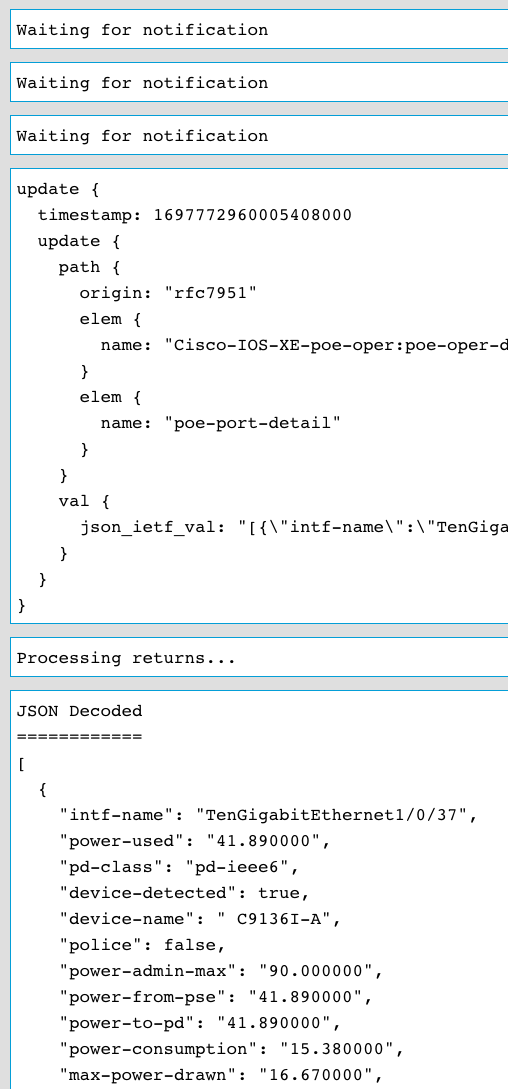 Waiting for notification
Waiting for notification
Waiting for notification
update {
  timestamp: 1697772960005408000
  update {
    path {
      origin: "rfc7951"
      elem {
        name: "Cisco-IOS-XE-poe-oper:poe-oper-d
      }
      elem {
        name: "poe-port-detail"
      }
    }
    val {
      json_ietf_val: "[{\"intf-name\":\"TenGiga
    }
  }
}
Processing returns...
JSON Decoded
============
[
  {
    "intf-name": "TenGigabitEthernet1/0/37",
    "power-used": "41.890000",
    "pd-class": "pd-ieee6",
    "device-detected": true,
    "device-name": " C9136I-A",
    "police": false,
    "power-admin-max": "90.000000",
    "power-from-pse": "41.890000",
    "power-to-pd": "41.890000",
    "power-consumption": "15.380000",
    "max-power-drawn": "16.670000",